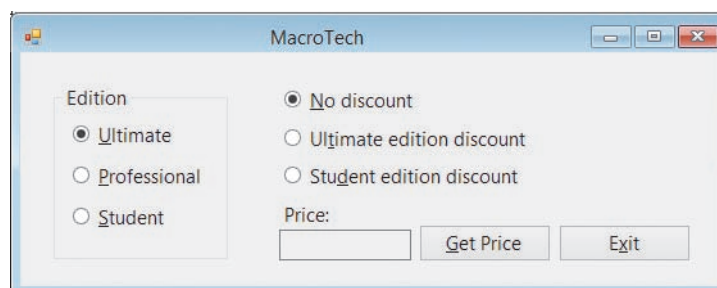 MacroTech
Edition
Ultimate
Professional
Student
No discount
Ultimate edition discount
Student edition discount
Price:
Get Price
Exit